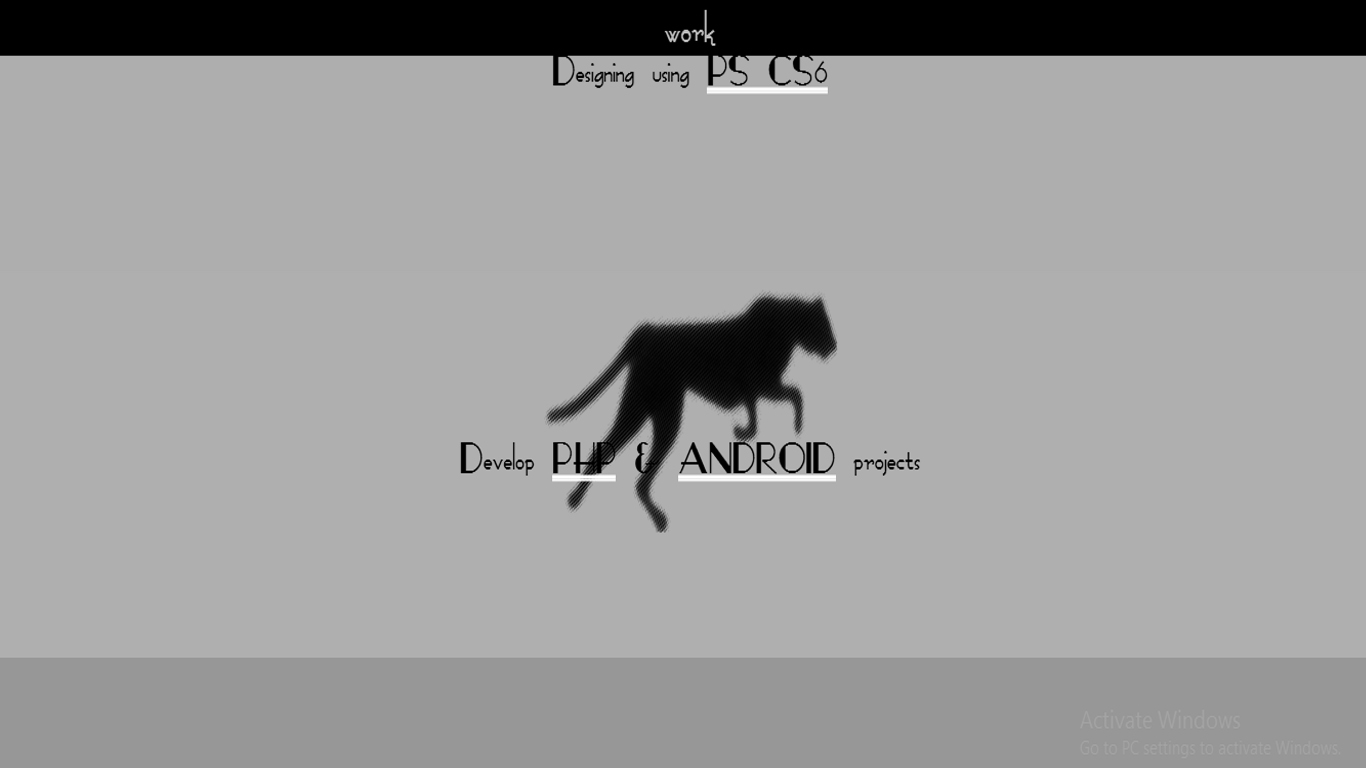 work
Designing using PS CS6
Develop PHP & ANDROID projects
Activate Windows
Go to PC settings to activate Windows.